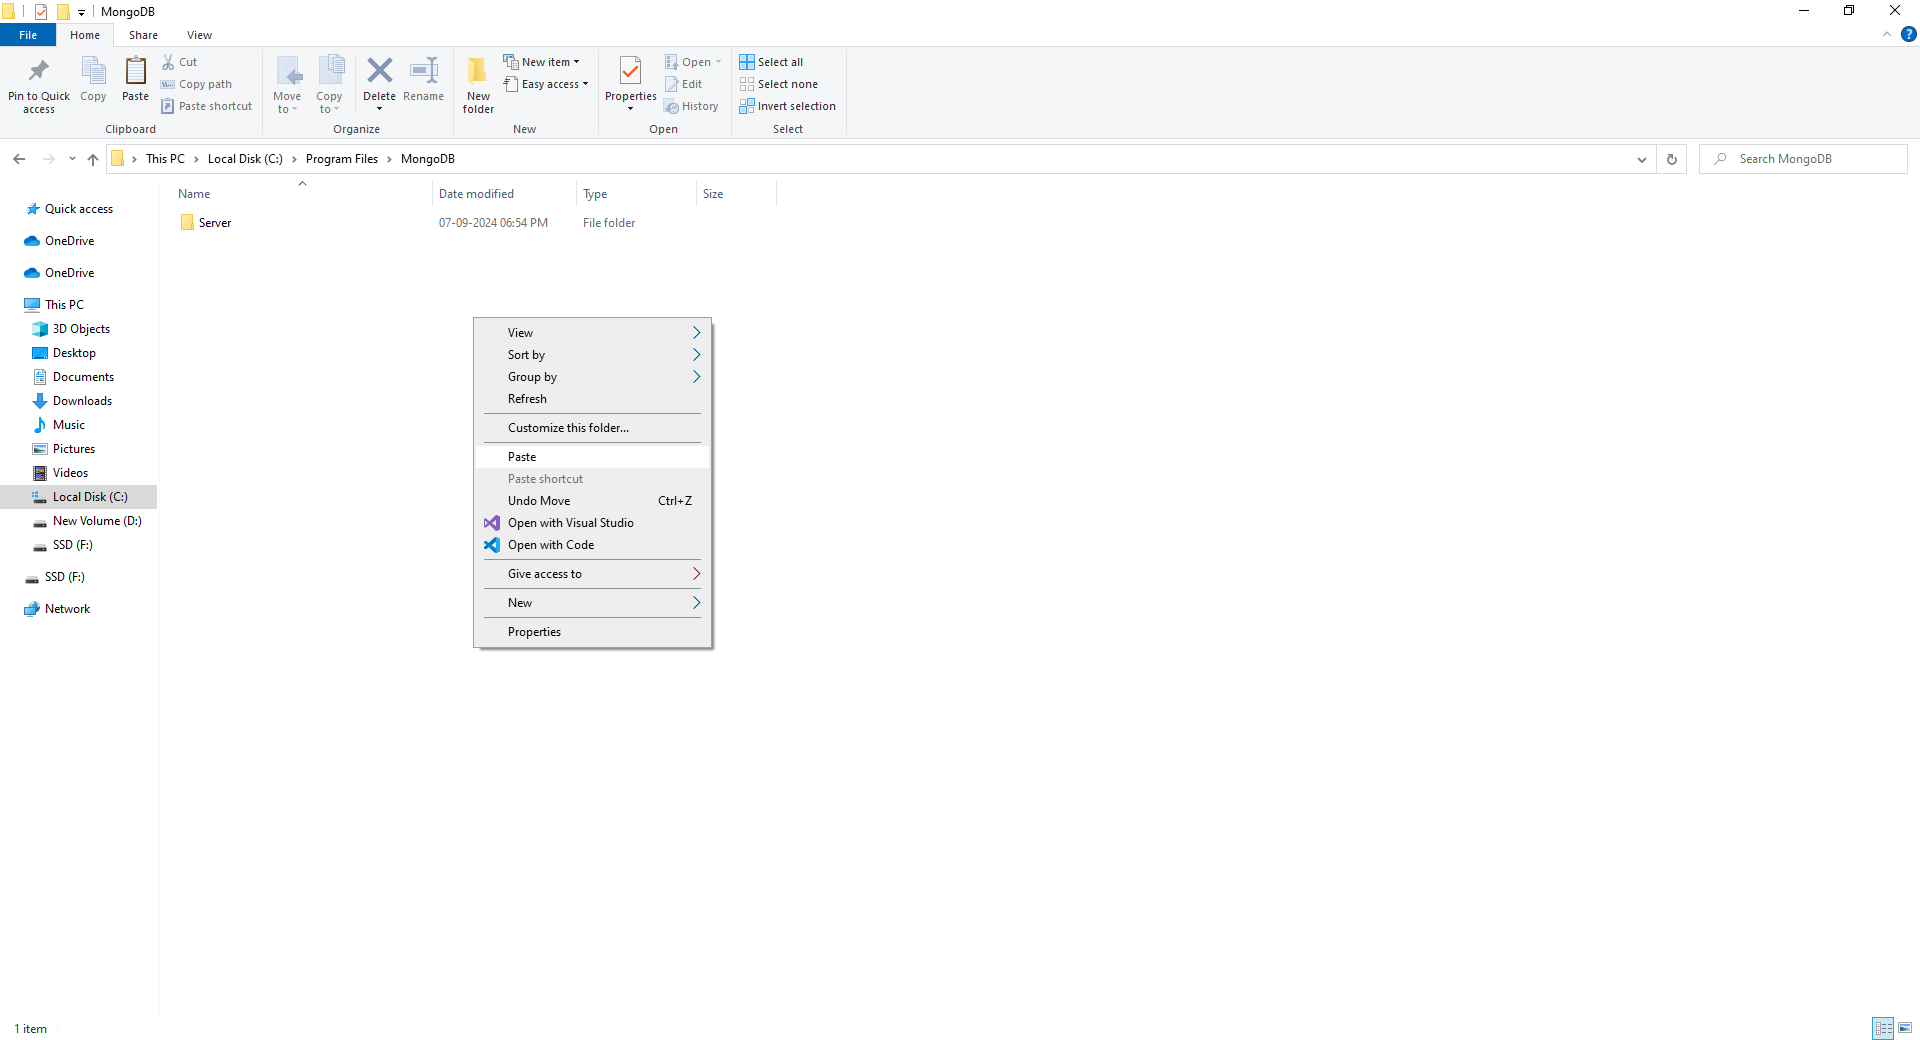 MongoDB
File Home Share View
Pin to Quick access
Copy
Paste
Cut
Copy path
Paste shortcut
Clipboard
Move to
Copy to
Delete
Rename
Organize
New folder
New item
Easy access
New
Properties
Open
Edit
History
Open
Select all
Select none
Invert selection
Select
This PC > Local Disk (C:) > Program Files > MongoDB
Search MongoDB
Name Date modified Type Size
Server 07-09-2024 06:54 PM File folder
Quick access
OneDrive
OneDrive
This PC
3D Objects
Desktop
Documents
Downloads
Music
Pictures
Videos
Local Disk (C:)
New Volume (D:)
SSD (F:)
SSD (F:)
Network
View
Sort by
Group by
Refresh
Customize this folder...
Paste
Paste shortcut
Undo Move Ctrl+Z
Open with Visual Studio
Open with Code
Give access to
New
Properties
1 item